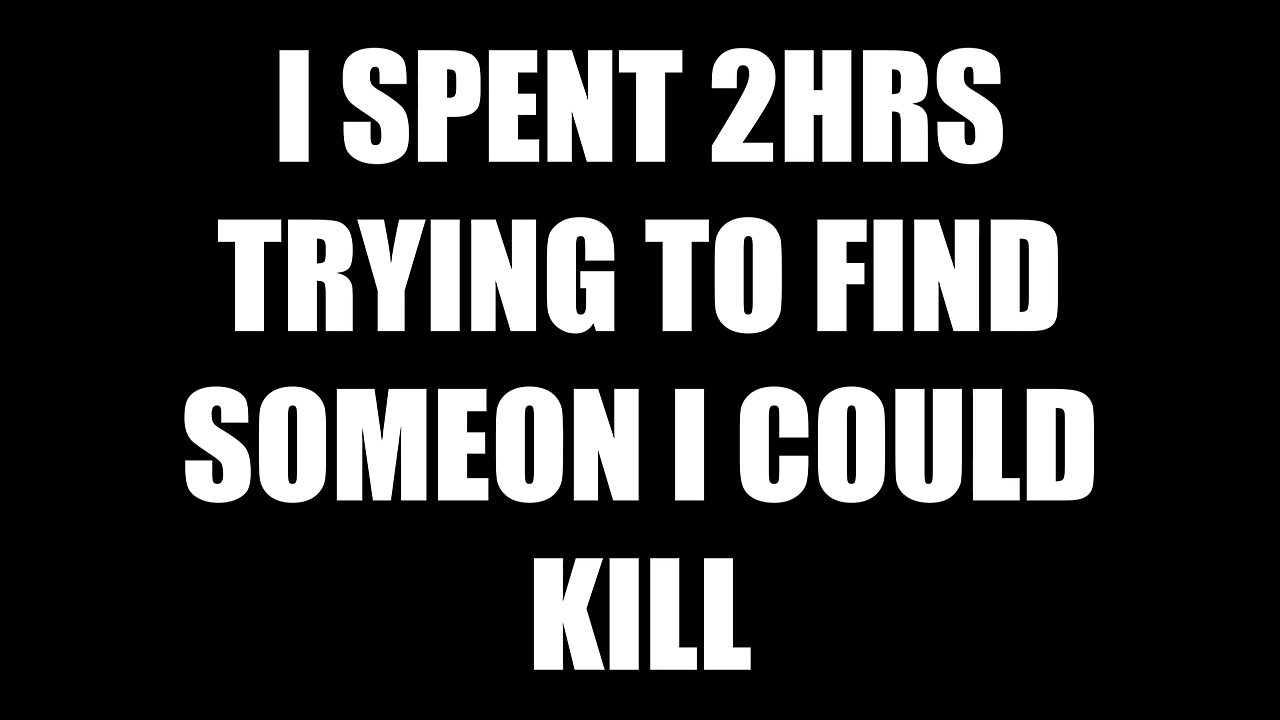 I SPENT 2HRS
TRYING TO FIND
SOMEON I COULD
KILL